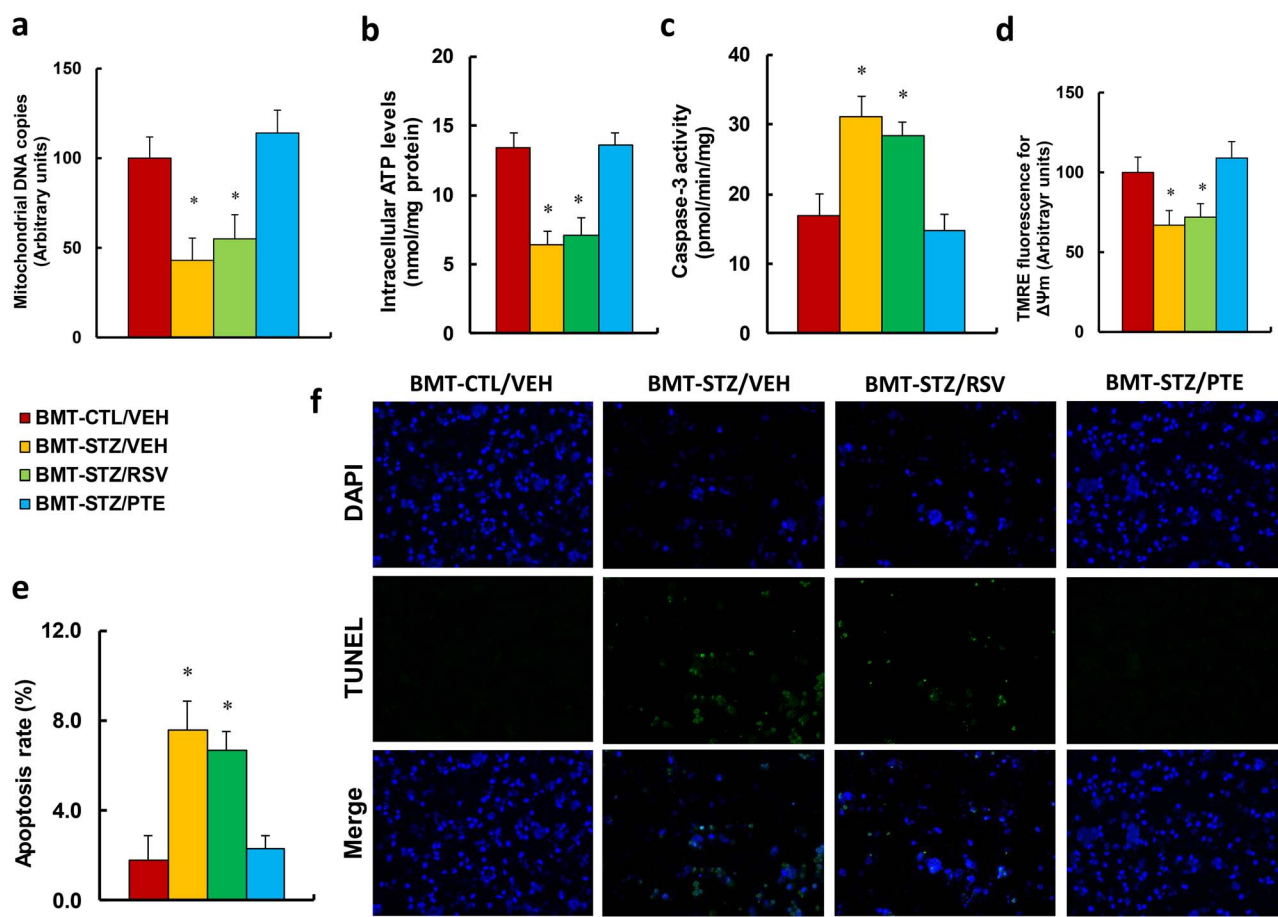 a
Mitochondrial DNA copies
(Arbitrary units)
150
100
50
0
*
*
b
Intracellular ATP levels
(nmol/mg protein)
20
15
10
5
0
*
*
c
Caspase-3 activity
(pmol/min/mg)
40
30
20
10
0
*
*
d
TMRE fluorescence for
ΔΨm (Arbitrayr units)
150
100
50
0
*
*
BMT-CTL/VEH
BMT-STZ/VEH
BMT-STZ/RSV
BMT-STZ/PTE
e
Apoptosis rate (%)
12.0
8.0
4.0
0.0
*
*
f
BMT-CTL/VEH
BMT-STZ/VEH
BMT-STZ/RSV
BMT-STZ/PTE
DAPI
TUNEL
Merge